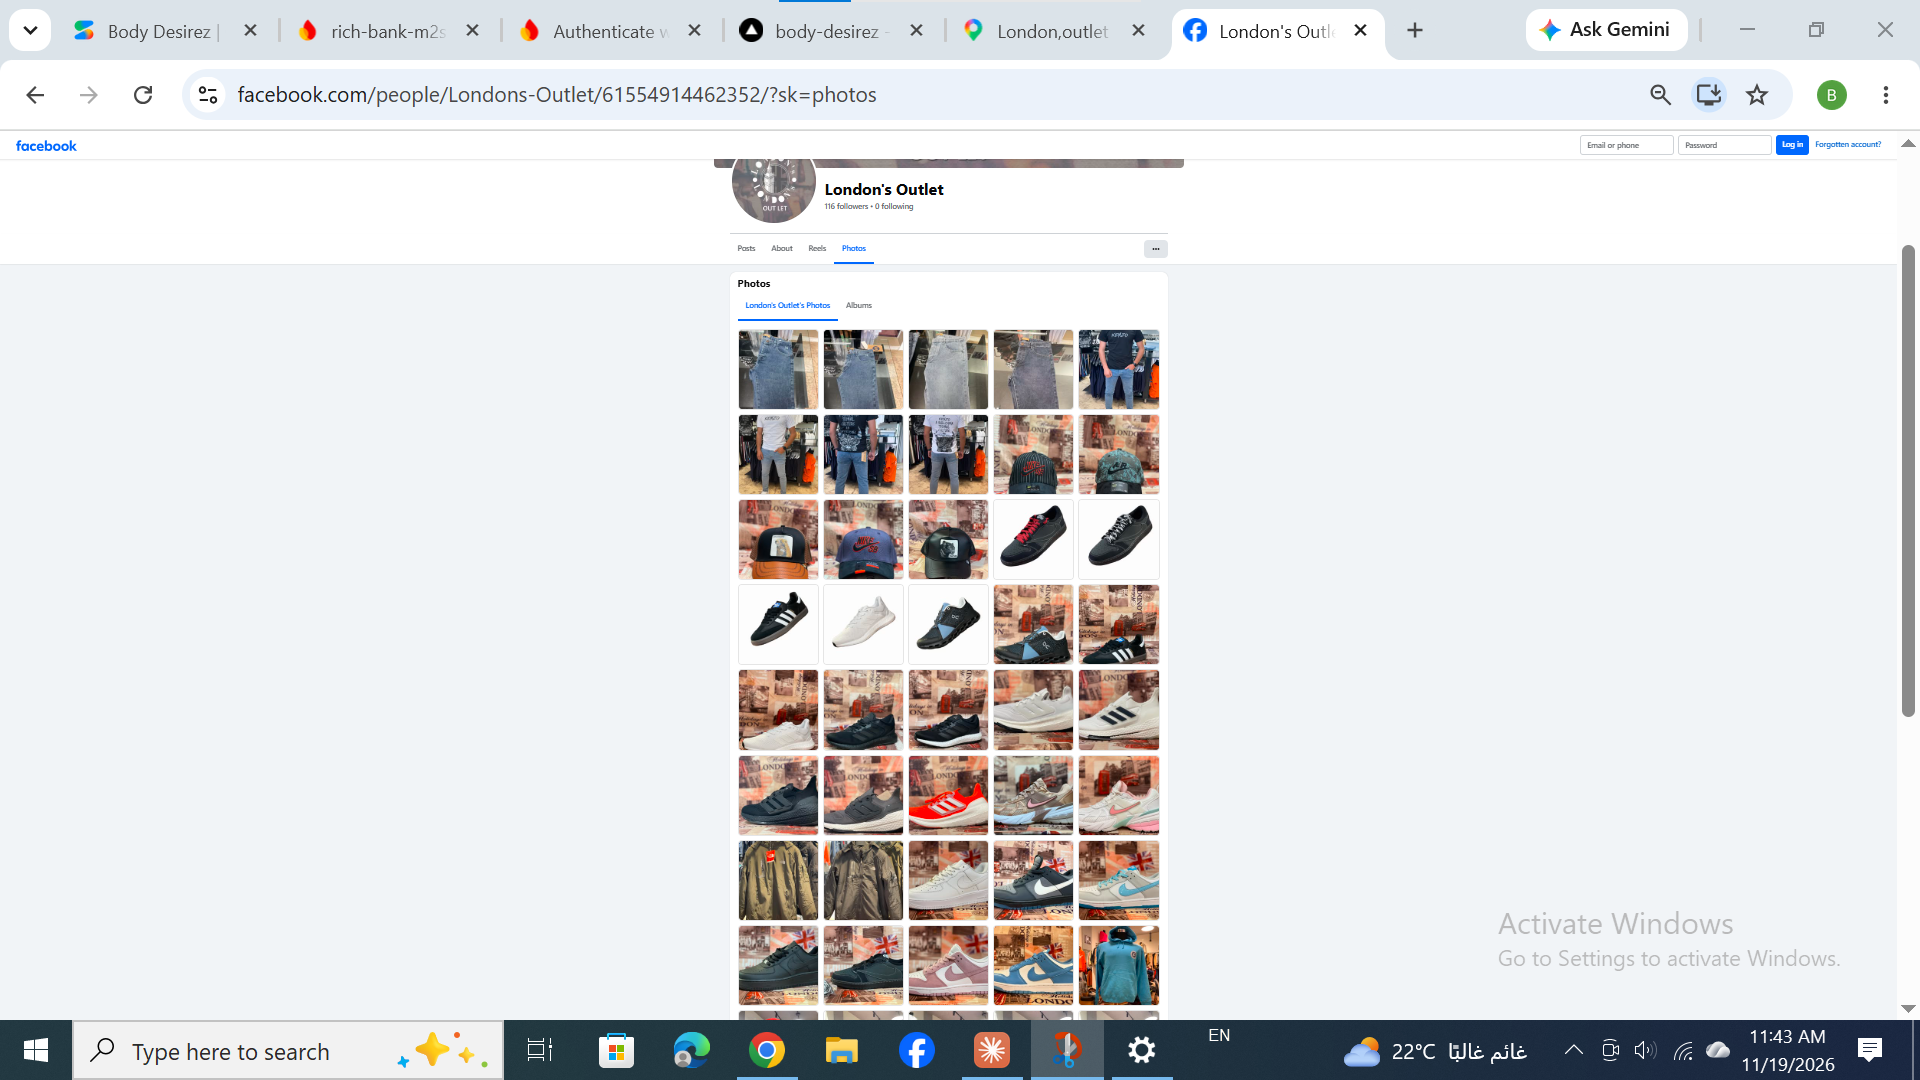 Body Desirez |
rich-bank-m2s
Authenticate w
body-desirez -
London,outlet
London's Outle
Ask Gemini
facebook.com/people/Londons-Outlet/61554914462352/?sk=photos
B
facebook
Email or phone
Password
Log in
Forgotten account?
OUT LET
London's Outlet
116 followers • 0 following
Posts
About
Reels
Photos
Photos
London's Outlet's Photos
Albums
Activate Windows
Go to Settings to activate Windows.
Type here to search
EN
22°C
غائم غالبًا
11:43 AM
11/19/2026